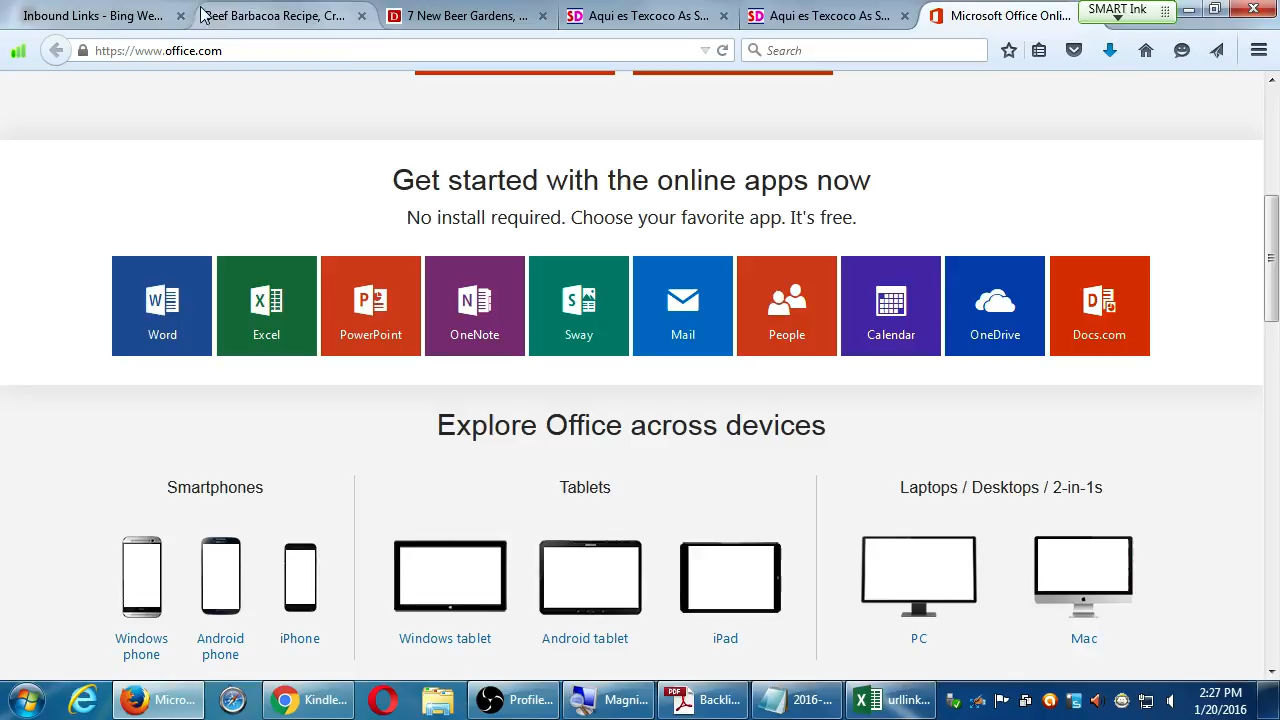 Inbound Links - Bing We...
Beef Barbacoa Recipe, Cr...
7 New Beer Gardens, ...
Aqui es Texcoco As S...
Aqui es Texcoco As S...
Microsoft Office Onli...
SMART Ink
https://www.office.com
Search
Get started with the online apps now
No install required. Choose your favorite app. It's free.
Word
Excel
PowerPoint
OneNote
Sway
Mail
People
Calendar
OneDrive
Docs.com
Explore Office across devices
Smartphones
Tablets
Laptops / Desktops / 2-in-1s
Windows
phone
Android
phone
iPhone
Windows tablet
Android tablet
iPad
PC
Mac
Micro...
Kindle...
Profile...
Magni...
Backli...
2016-...
urllink...
2:27 PM
1/20/2016